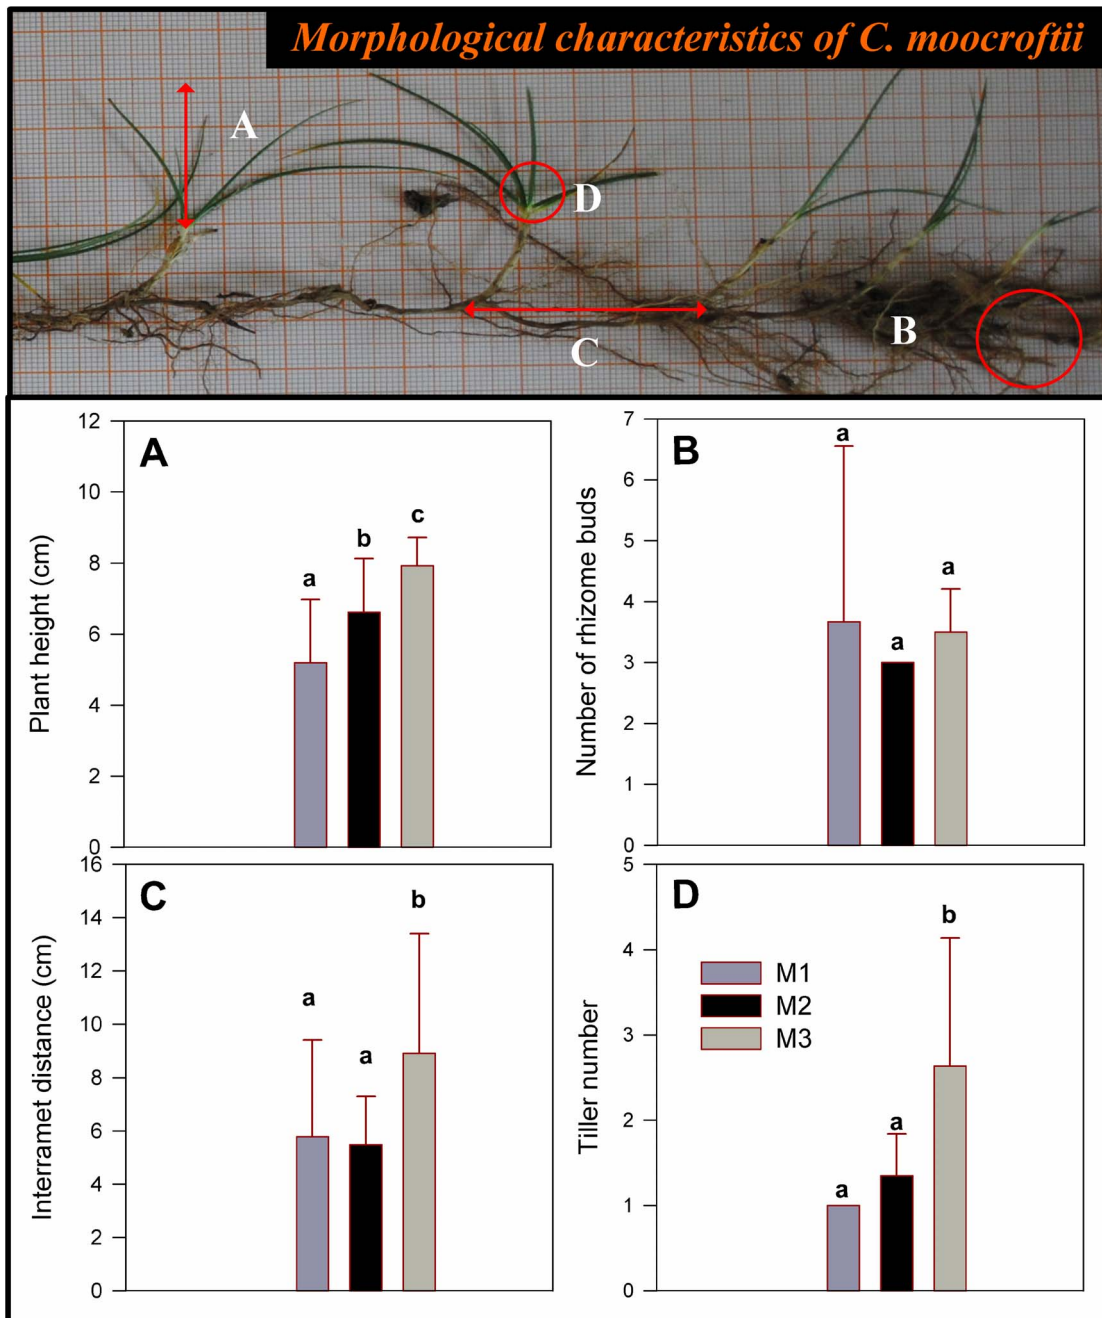 Morphological characteristics of C. moocroftii
A
D
B
C
A
Plant height (cm)
12
10
8
6
4
2
0
a
b
c
B
Number of rhizome buds
7
6
5
4
3
2
1
0
a
a
a
C
Interramet distance (cm)
16
14
12
10
8
6
4
2
0
a
a
b
D
Tiller number
5
4
3
2
1
0
a
a
b
M1
M2
M3